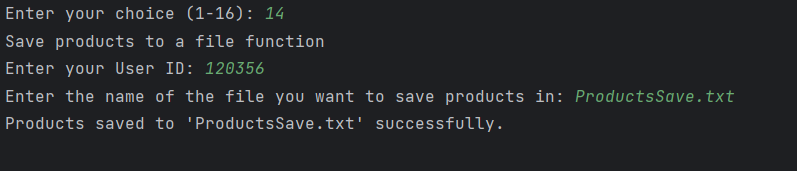 Enter your choice (1-16): 14
Save products to a file function
Enter your User ID: 120356
Enter the name of the file you want to save products in: ProductsSave.txt
Products saved to 'ProductsSave.txt' successfully.